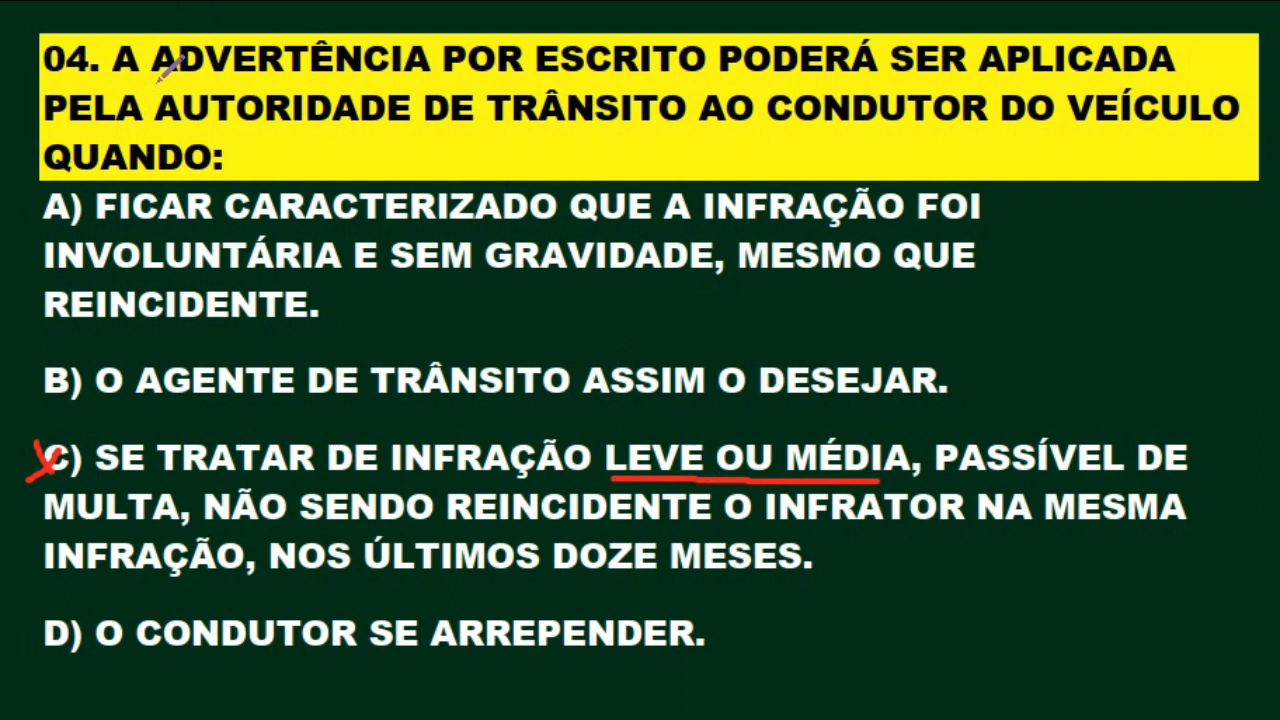 04. A ADVERTÊNCIA POR ESCRITO PODERÁ SER APLICADA
PELA AUTORIDADE DE TRÂNSITO AO CONDUTOR DO VEÍCULO
QUANDO:
A) FICAR CARACTERIZADO QUE A INFRAÇÃO FOI
INVOLUNTÁRIA E SEM GRAVIDADE, MESMO QUE
REINCIDENTE.
B) O AGENTE DE TRÂNSITO ASSIM O DESEJAR.
C) SE TRATAR DE INFRAÇÃO LEVE OU MÉDIA, PASSÍVEL DE
MULTA, NÃO SENDO REINCIDENTE O INFRATOR NA MESMA
INFRAÇÃO, NOS ÚLTIMOS DOZE MESES.
D) O CONDUTOR SE ARREPENDER.